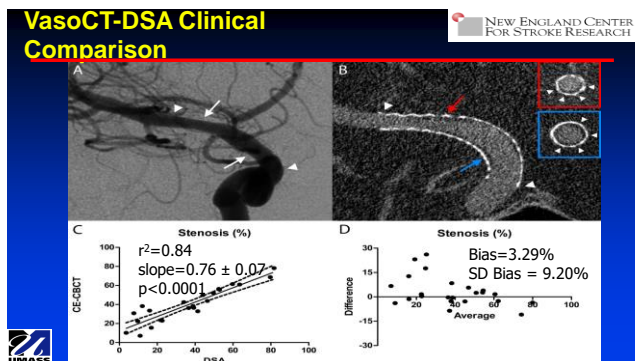 VasoCT-DSA Clinical
Comparison
NEW ENGLAND CENTER
FOR STROKE RESEARCH
A
B
C
Stenosis (%)
r²=0.84
slope=0.76 ± 0.07
p<0.0001
CE-CBCT
100
80
60
40
20
0
0 20 40 60 80 100
DSA
D
Stenosis (%)
Bias=3.29%
SD Bias = 9.20%
Difference
30
15
0
-15
-30
20 40 60 80 100
Average
UMASS